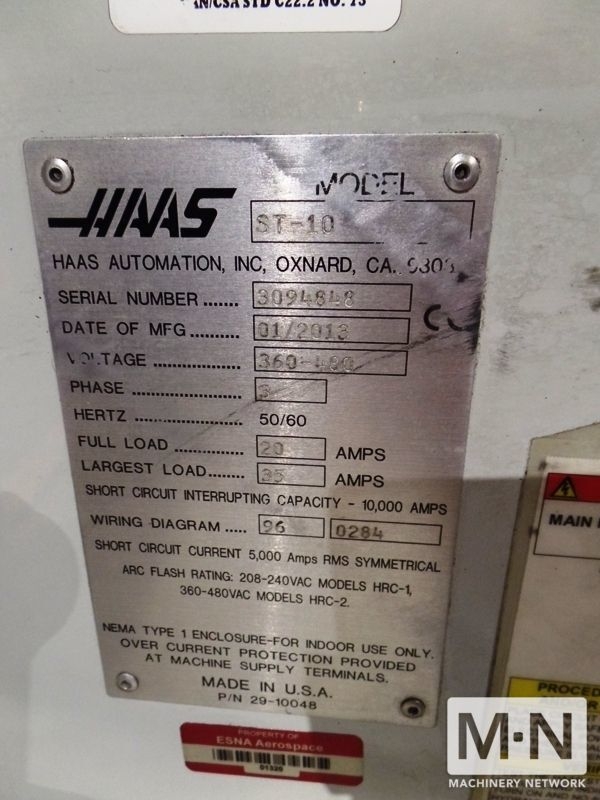 AN/CSA STD C22.2 NO. 73
HAAS
MODEL
ST-10
HAAS AUTOMATION, INC, OXNARD, CA.
SERIAL NUMBER ....... 3094848
DATE OF MFG .......... 01/2013
VOLTAGE ............... 360-480
PHASE .................... 3
HERTZ .................... 50/60
FULL LOAD ............ 20 AMPS
LARGEST LOAD..... 35 AMPS
SHORT CIRCUIT INTERRUPTING CAPACITY - 10,000 AMPS
WIRING DIAGRAM ..... 96 0284
SHORT CIRCUIT CURRENT 5,000 Amps RMS SYMMETRICAL
ARC FLASH RATING: 208-240VAC MODELS HRC-1,
360-480VAC MODELS HRC-2.
NEMA TYPE 1 ENCLOSURE-FOR INDOOR USE ONLY.
OVER CURRENT PROTECTION PROVIDED
AT MACHINE SUPPLY TERMINALS.
MADE IN U.S.A.
P/N 29-10048
PROPERTY OF
ESNA Aerospace
01320
MAIN
PROCED
M·N
MACHINERY NETWORK